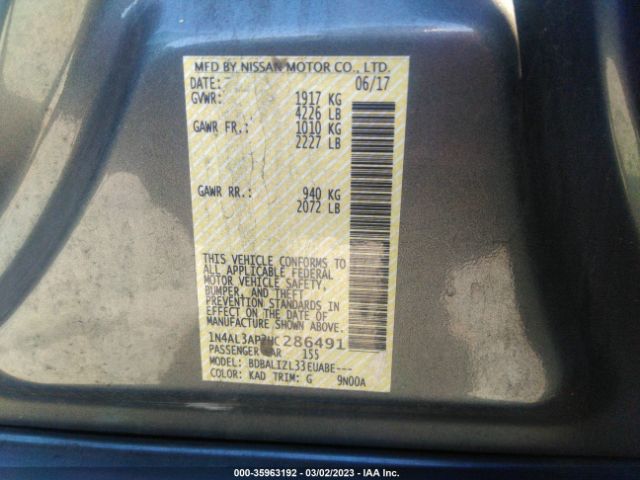 MFD BY NISSAN MOTOR CO., LTD.
DATE: 06/17
GVWR: 1917 KG
4226 LB
GAWR FR.: 1010 KG
2227 LB
GAWR RR.: 940 KG
2072 LB
THIS VEHICLE CONFORMS TO
ALL APPLICABLE FEDERAL
MOTOR VEHICLE SAFETY,
BUMPER, AND THEFT
PREVENTION STANDARDS IN
EFFECT ON THE DATE OF
MANUFACTURE SHOWN ABOVE.
286491
PASSENGER CAR 155
MODEL: BDBALIZL33EUABE---
COLOR: KAD TRIM: G 9N00A
000-35963192 - 03/02/2023 - IAA Inc.